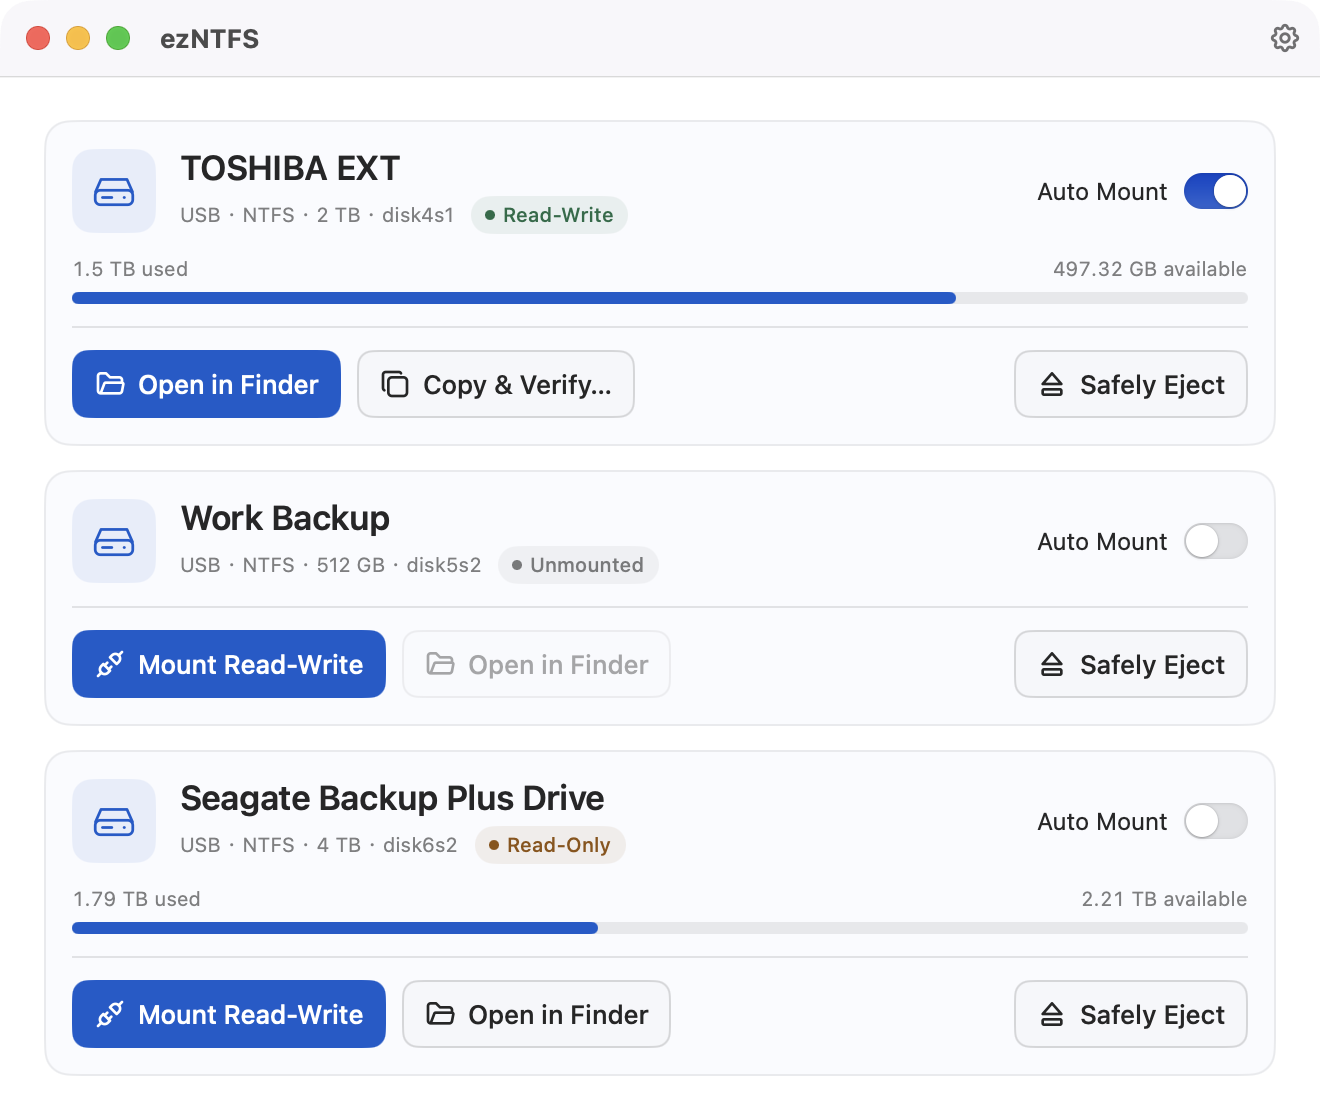 ezNTFS
TOSHIBA EXT
USB · NTFS · 2 TB · disk4s1 Read-Write
Auto Mount
1.5 TB used 497.32 GB available
Open in Finder Copy & Verify... Safely Eject
Work Backup
USB · NTFS · 512 GB · disk5s2 Unmounted
Auto Mount
Mount Read-Write Open in Finder Safely Eject
Seagate Backup Plus Drive
USB · NTFS · 4 TB · disk6s2 Read-Only
Auto Mount
1.79 TB used 2.21 TB available
Mount Read-Write Open in Finder Safely Eject